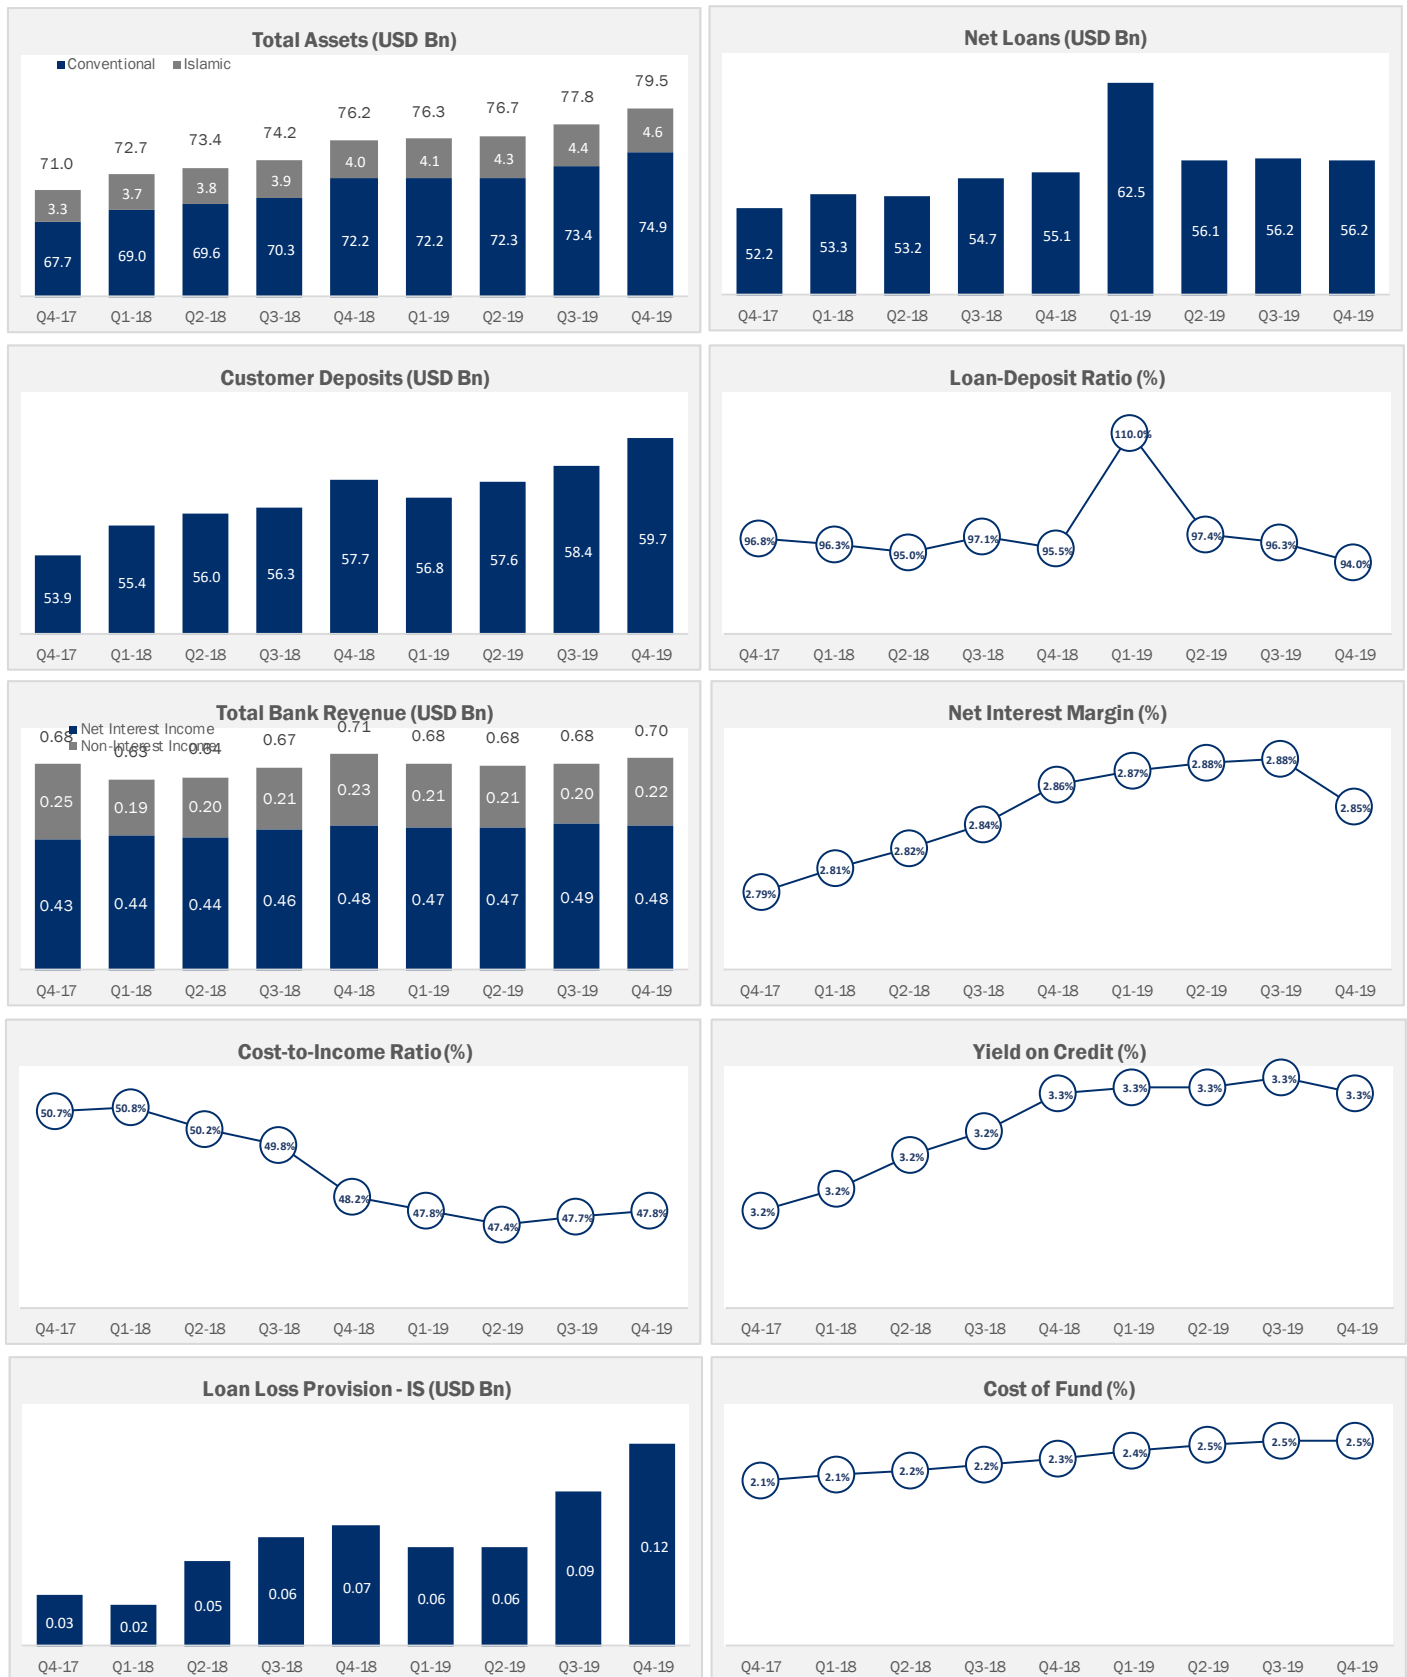 Total Assets (USD Bn)
Conventional Islamic
71.0 72.7 73.4 74.2 76.2 76.3 76.7 77.8 79.5
3.3 3.7 3.8 3.9 4.0 4.1 4.3 4.4 4.6
67.7 69.0 69.6 70.3 72.2 72.2 72.3 73.4 74.9
Q4-17 Q1-18 Q2-18 Q3-18 Q4-18 Q1-19 Q2-19 Q3-19 Q4-19
Net Loans (USD Bn)
52.2 53.3 53.2 54.7 55.1 62.5 56.1 56.2 56.2
Q4-17 Q1-18 Q2-18 Q3-18 Q4-18 Q1-19 Q2-19 Q3-19 Q4-19
Customer Deposits (USD Bn)
53.9 55.4 56.0 56.3 57.7 56.8 57.6 58.4 59.7
Q4-17 Q1-18 Q2-18 Q3-18 Q4-18 Q1-19 Q2-19 Q3-19 Q4-19
Loan-Deposit Ratio (%)
96.8% 96.3% 95.0% 97.1% 95.5% 110.0% 97.4% 96.3% 94.0%
Q4-17 Q1-18 Q2-18 Q3-18 Q4-18 Q1-19 Q2-19 Q3-19 Q4-19
Total Bank Revenue (USD Bn)
Net Interest Income
Non-Interest Income
0.68 0.63 0.64 0.67 0.71 0.68 0.68 0.68 0.70
0.25 0.19 0.20 0.21 0.23 0.21 0.21 0.20 0.22
0.43 0.44 0.44 0.46 0.48 0.47 0.47 0.49 0.48
Q4-17 Q1-18 Q2-18 Q3-18 Q4-18 Q1-19 Q2-19 Q3-19 Q4-19
Net Interest Margin (%)
2.79% 2.81% 2.82% 2.84% 2.86% 2.87% 2.88% 2.88% 2.85%
Q4-17 Q1-18 Q2-18 Q3-18 Q4-18 Q1-19 Q2-19 Q3-19 Q4-19
Cost-to-Income Ratio (%)
50.7% 50.8% 50.2% 49.8% 48.2% 47.8% 47.4% 47.7% 47.8%
Q4-17 Q1-18 Q2-18 Q3-18 Q4-18 Q1-19 Q2-19 Q3-19 Q4-19
Yield on Credit (%)
3.2% 3.2% 3.2% 3.2% 3.3% 3.3% 3.3% 3.3% 3.3%
Q4-17 Q1-18 Q2-18 Q3-18 Q4-18 Q1-19 Q2-19 Q3-19 Q4-19
Loan Loss Provision - IS (USD Bn)
0.03 0.02 0.05 0.06 0.07 0.06 0.06 0.09 0.12
Q4-17 Q1-18 Q2-18 Q3-18 Q4-18 Q1-19 Q2-19 Q3-19 Q4-19
Cost of Fund (%)
2.1% 2.1% 2.2% 2.2% 2.3% 2.4% 2.5% 2.5% 2.5%
Q4-17 Q1-18 Q2-18 Q3-18 Q4-18 Q1-19 Q2-19 Q3-19 Q4-19